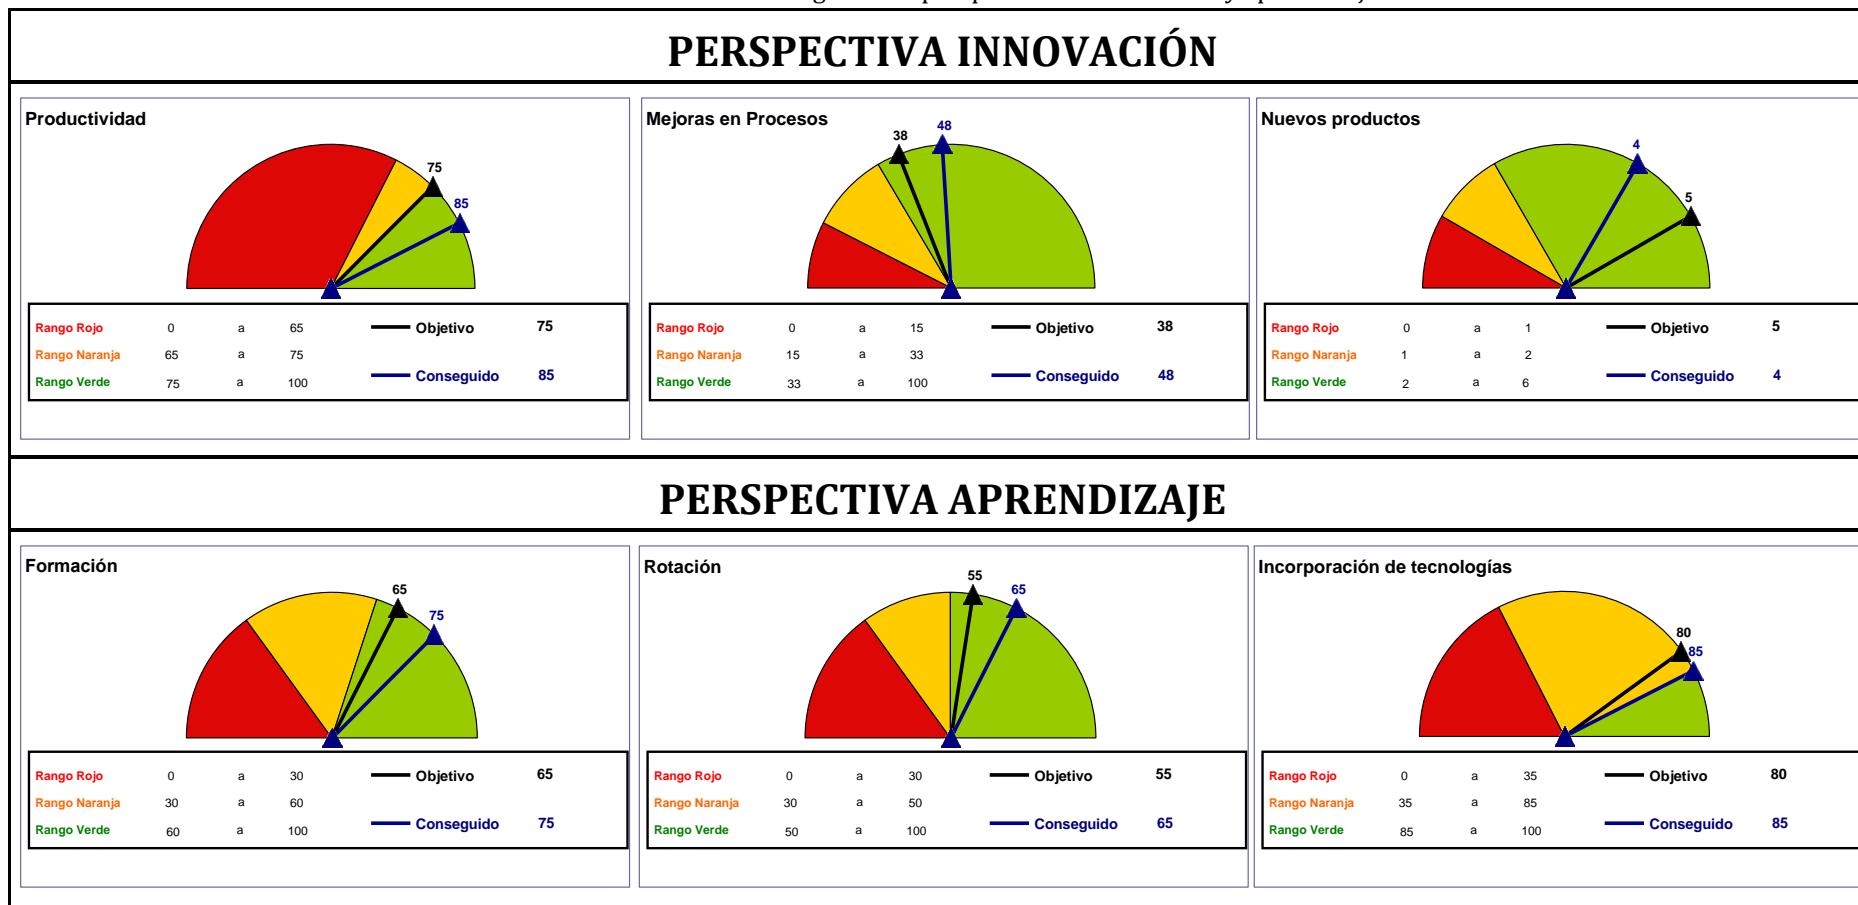 PERSPECTIVA INNOVACIÓN
Productividad
75
85
Rango Rojo 0 a 65 Objetivo 75
Rango Naranja 65 a 75
Rango Verde 75 a 100 Conseguido 85
Mejoras en Procesos
38
48
Rango Rojo 0 a 15 Objetivo 38
Rango Naranja 15 a 33
Rango Verde 33 a 100 Conseguido 48
Nuevos productos
4
5
Rango Rojo 0 a 1 Objetivo 5
Rango Naranja 1 a 2
Rango Verde 2 a 6 Conseguido 4
PERSPECTIVA APRENDIZAJE
Formación
65
75
Rango Rojo 0 a 30 Objetivo 65
Rango Naranja 30 a 60
Rango Verde 60 a 100 Conseguido 75
Rotación
55
65
Rango Rojo 0 a 30 Objetivo 55
Rango Naranja 30 a 50
Rango Verde 50 a 100 Conseguido 65
Incorporación de tecnologías
80
85
Rango Rojo 0 a 35 Objetivo 80
Rango Naranja 35 a 85
Rango Verde 85 a 100 Conseguido 85